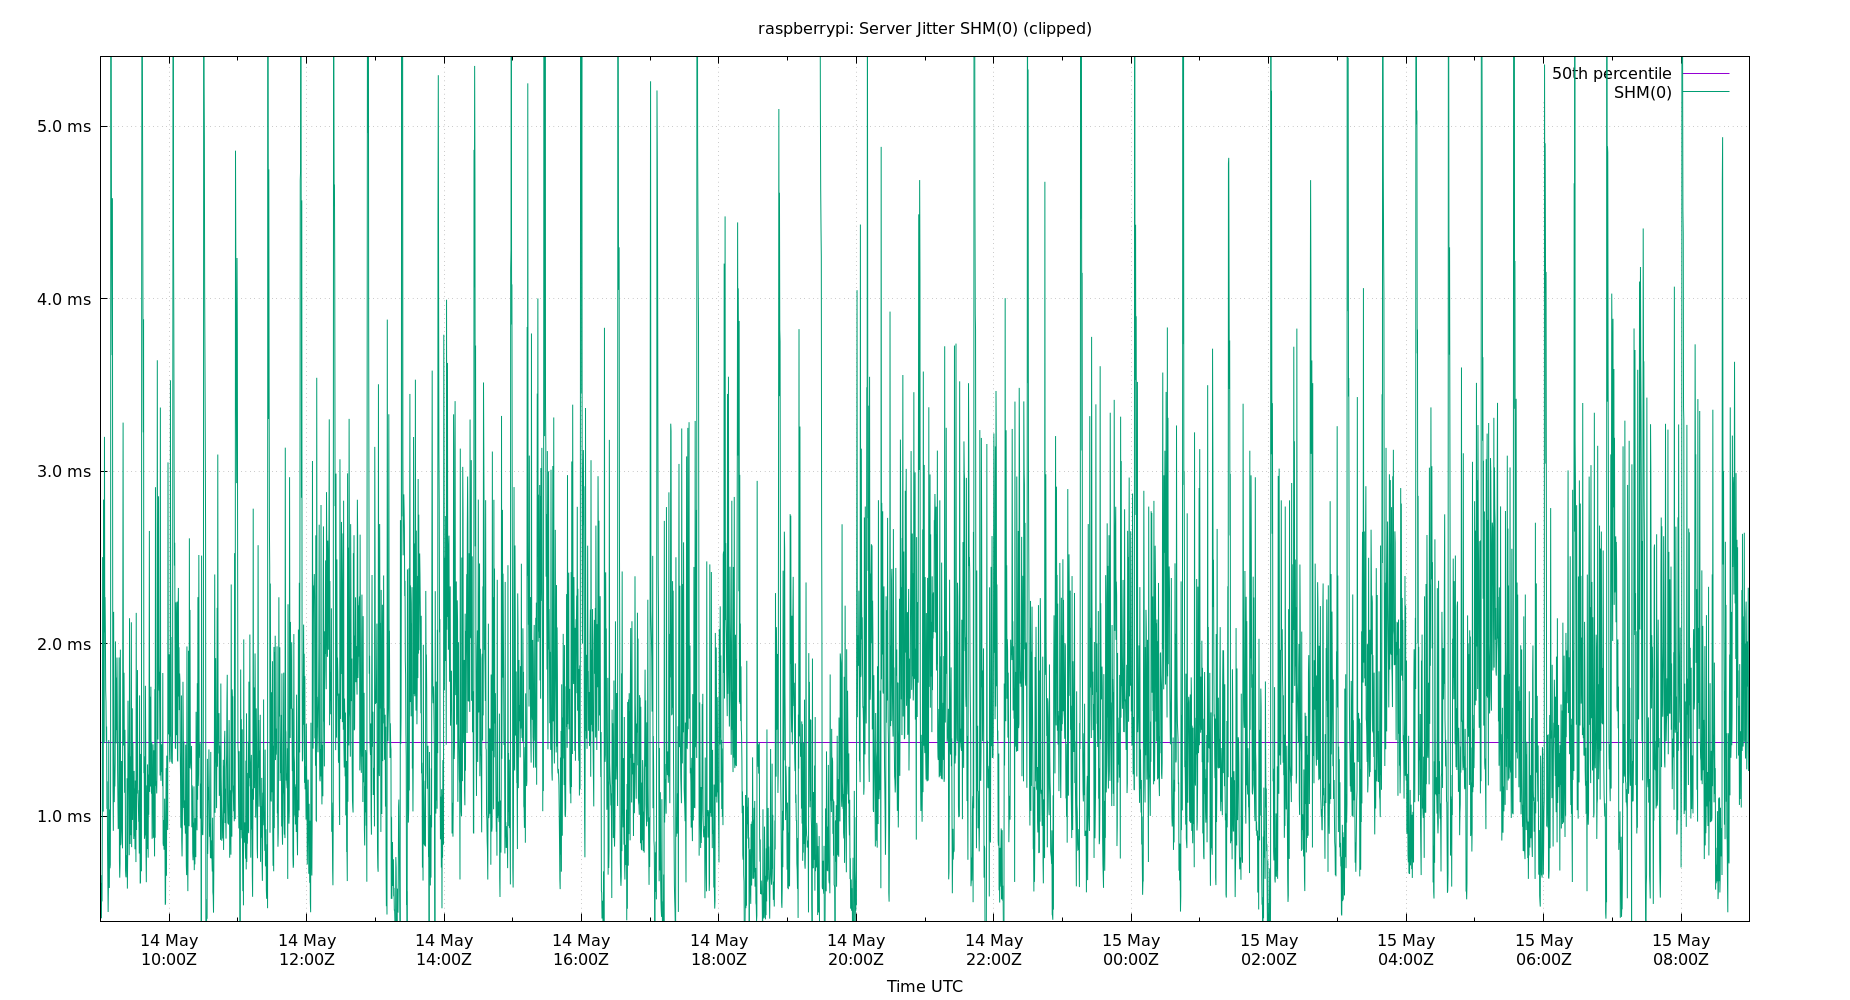 raspberrypi: Server Jitter SHM(0) (clipped)
50th percentile
SHM(0)
5.0 ms
4.0 ms
3.0 ms
2.0 ms
1.0 ms
14 May 14 May 14 May 14 May 14 May 14 May 14 May 15 May 15 May 15 May 15 May 15 May
10:00Z 12:00Z 14:00Z 16:00Z 18:00Z 20:00Z 22:00Z 00:00Z 02:00Z 04:00Z 06:00Z 08:00Z
Time UTC